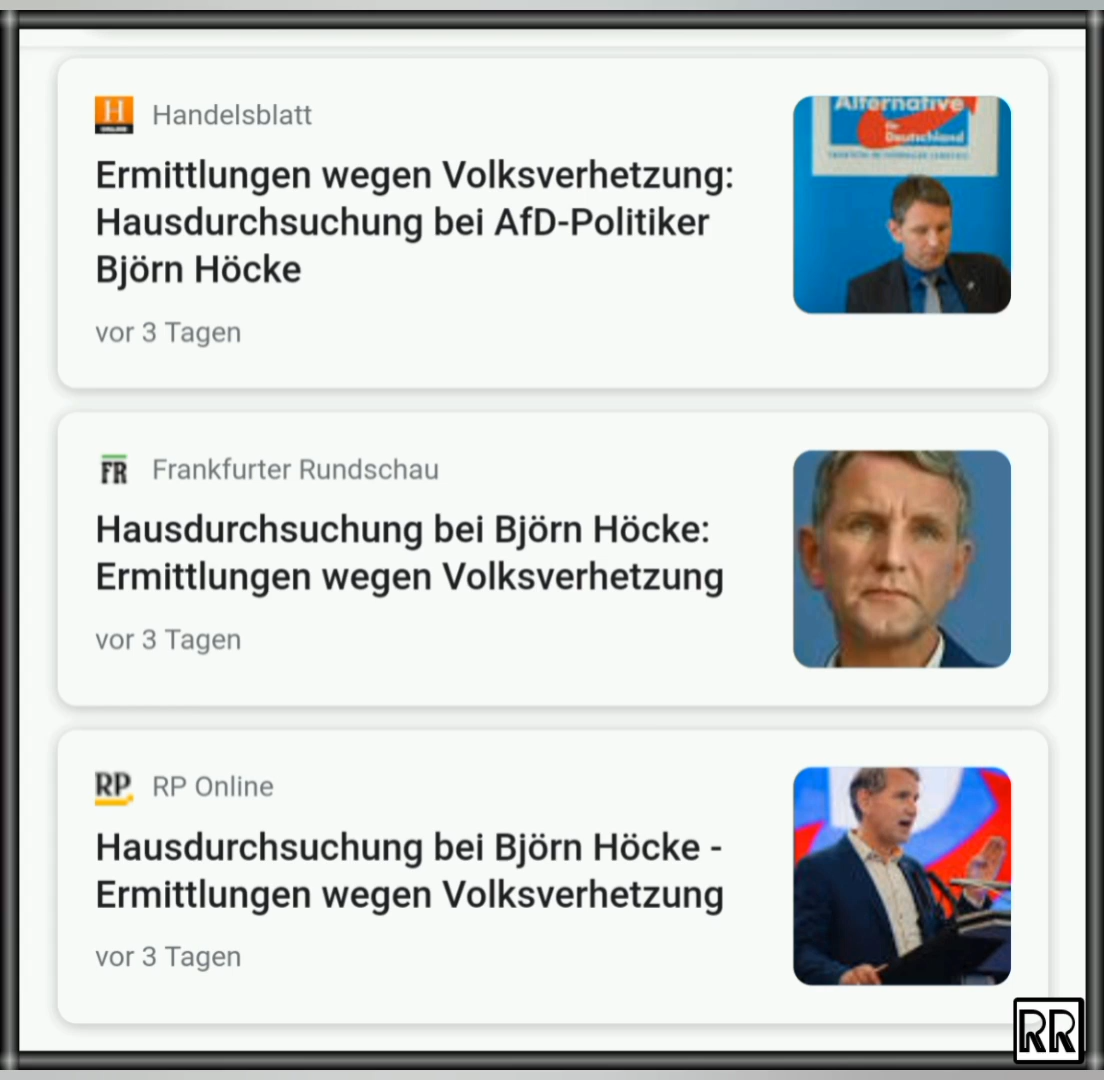 H
ONLINE
Handelsblatt
Ermittlungen wegen Volksverhetzung:
Hausdurchsuchung bei AfD-Politiker
Björn Höcke
vor 3 Tagen
Alternative
für
Deutschland
FR
Frankfurter Rundschau
Hausdurchsuchung bei Björn Höcke:
Ermittlungen wegen Volksverhetzung
vor 3 Tagen
RP
RP Online
Hausdurchsuchung bei Björn Höcke -
Ermittlungen wegen Volksverhetzung
vor 3 Tagen
RR